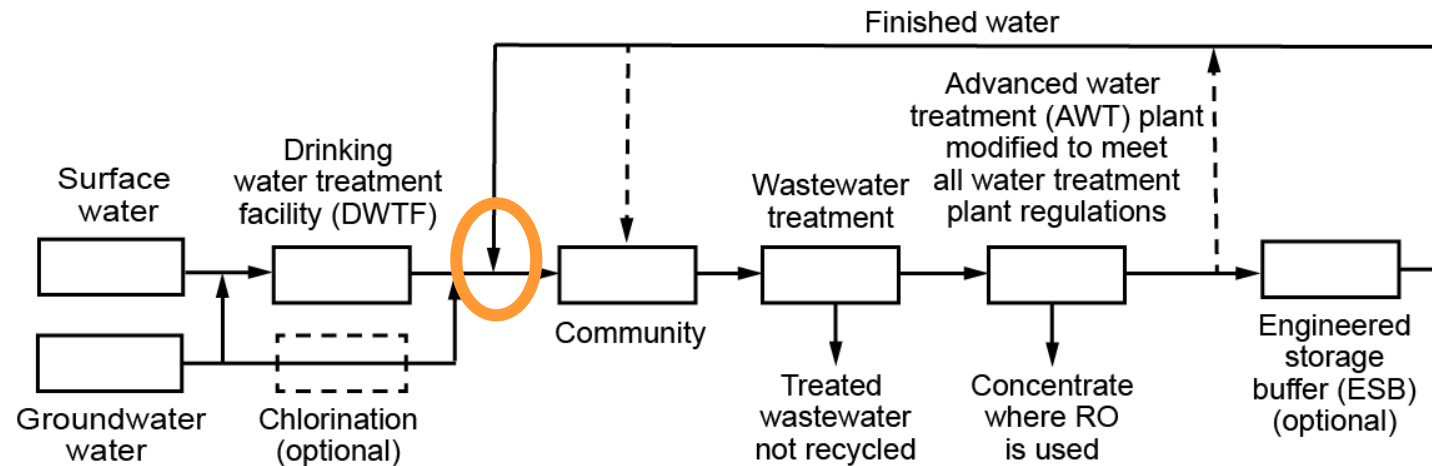 Finished water
Advanced water
treatment (AWT) plant
modified to meet
all water treatment
plant regulations
Drinking
water treatment
facility (DWTF)
Surface
water
Wastewater
treatment
Community
Groundwater
water
Chlorination
(optional)
Treated
wastewater
not recycled
Concentrate
where RO
is used
Engineered
storage
buffer (ESB)
(optional)